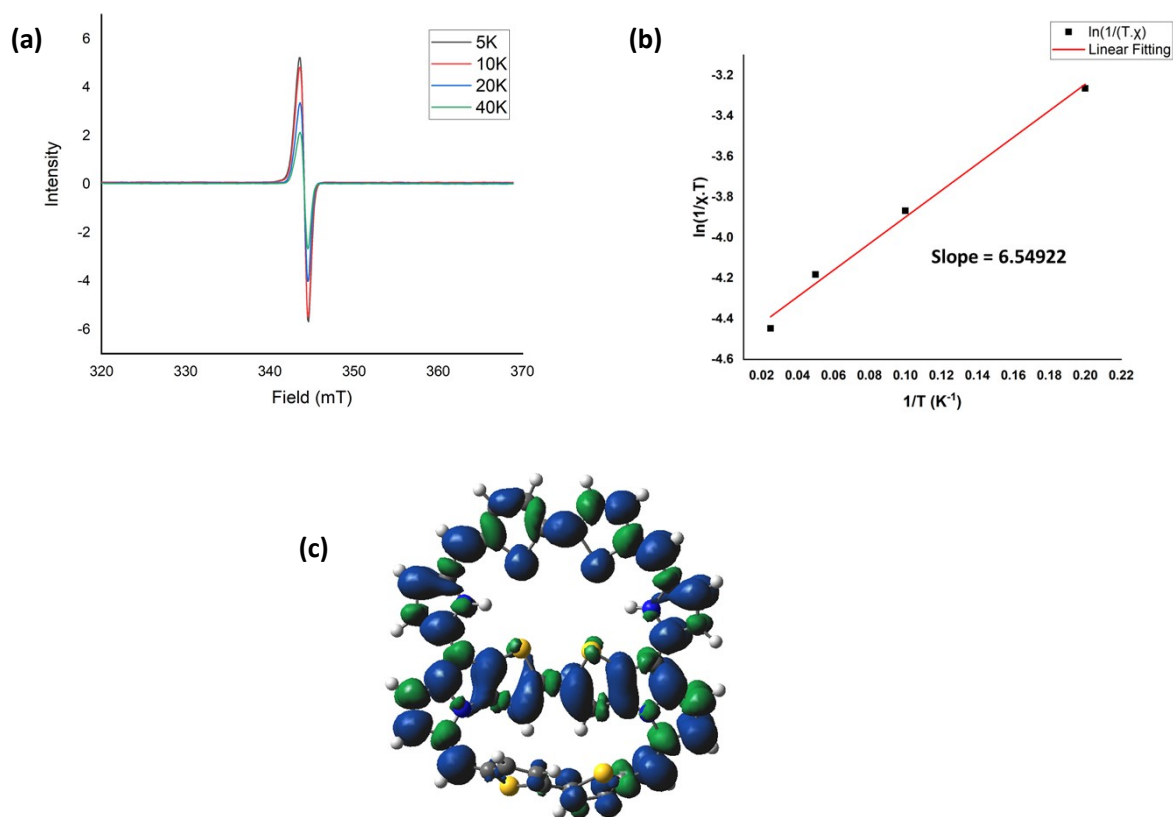 (a)
6
4
2
0
-2
-4
-6
Intensity
320
330
340
350
360
370
Field (mT)
5K
10K
20K
40K
(b)
ln(1/(T.χ)
Linear Fitting
-3.2
-3.4
-3.6
-3.8
-4.0
-4.2
-4.4
-4.6
ln(1/χ.T)
Slope = 6.54922
0.02 0.04 0.06 0.08 0.10 0.12 0.14 0.16 0.18 0.20 0.22
1/T (K⁻¹)
(c)